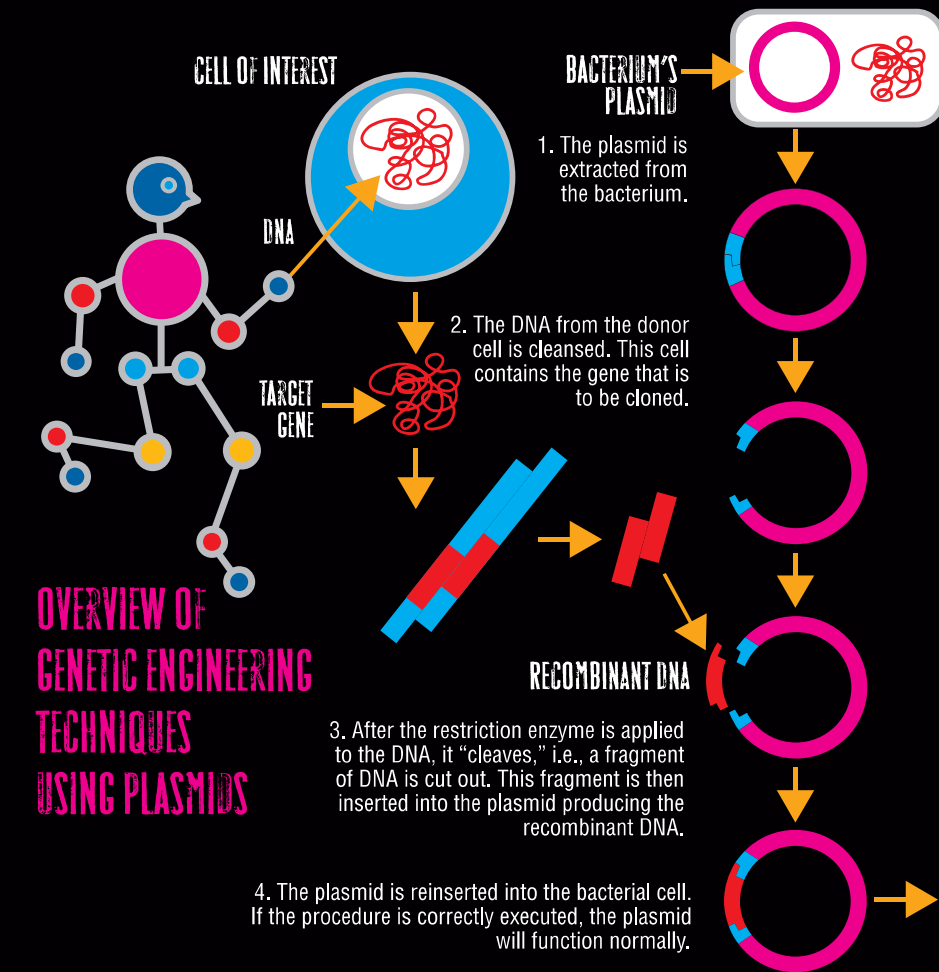 CELL OF INTEREST
BACTERIUM'S
PLASMID
1. The plasmid is
extracted from
the bacterium.
DNA
2. The DNA from the donor
cell is cleansed. This cell
contains the gene that is
to be cloned.
TARGET
GENE
OVERVIEW OF
GENETIC ENGINEERING
TECHNIQUES
USING PLASMIDS
RECOMBINANT DNA
3. After the restriction enzyme is applied
to the DNA, it “cleaves,” i.e., a fragment
of DNA is cut out. This fragment is then
inserted into the plasmid producing the
recombinant DNA.
4. The plasmid is reinserted into the bacterial cell.
If the procedure is correctly executed, the plasmid
will function normally.